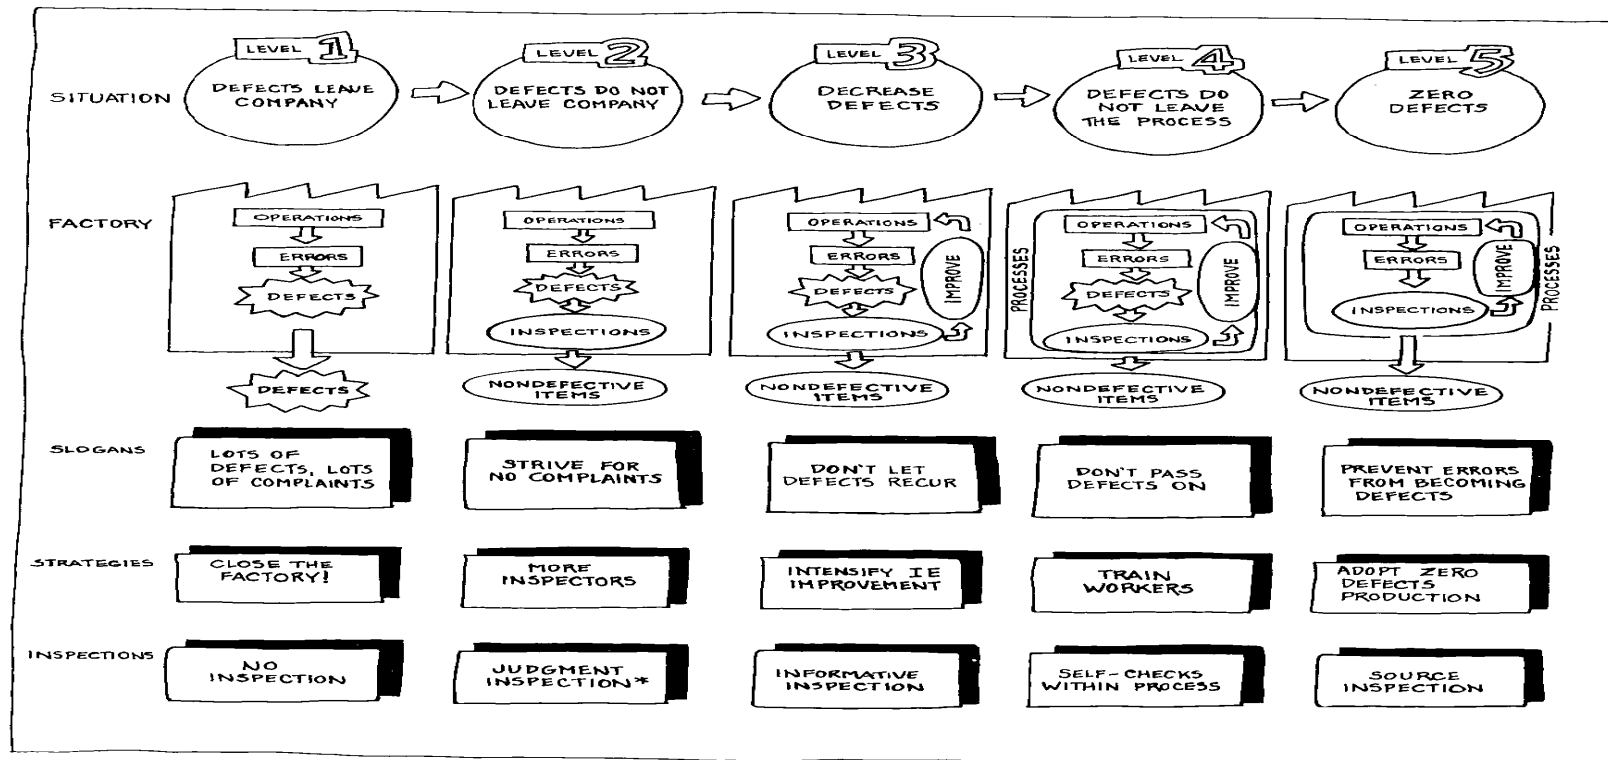 LEVEL 1
LEVEL 2
LEVEL 3
LEVEL 4
LEVEL 5
SITUATION
DEFECTS LEAVE
COMPANY
DEFECTS DO NOT
LEAVE COMPANY
DECREASE
DEFECTS
DEFECTS DO
NOT LEAVE
THE PROCESS
ZERO
DEFECTS
FACTORY
OPERATIONS
ERRORS
DEFECTS
DEFECTS
OPERATIONS
ERRORS
DEFECTS
INSPECTIONS
NONDEFECTIVE
ITEMS
OPERATIONS
ERRORS
DEFECTS
INSPECTIONS
IMPROVE
NONDEFECTIVE
ITEMS
PROCESSES
OPERATIONS
ERRORS
DEFECTS
INSPECTIONS
IMPROVE
NONDEFECTIVE
ITEMS
OPERATIONS
ERRORS
INSPECTIONS
IMPROVE
PROCESSES
NONDEFECTIVE
ITEMS
SLOGANS
LOTS OF
DEFECTS, LOTS
OF COMPLAINTS
STRIVE FOR
NO COMPLAINTS
DON'T LET
DEFECTS RECUR
DON'T PASS
DEFECTS ON
PREVENT ERRORS
FROM BECOMING
DEFECTS
STRATEGIES
CLOSE THE
FACTORY!
MORE
INSPECTORS
INTENSIFY IE
IMPROVEMENT
TRAIN
WORKERS
ADOPT ZERO
DEFECTS
PRODUCTION
INSPECTIONS
NO
INSPECTION
JUDGMENT
INSPECTION*
INFORMATIVE
INSPECTION
SELF-CHECKS
WITHIN PROCESS
SOURCE
INSPECTION